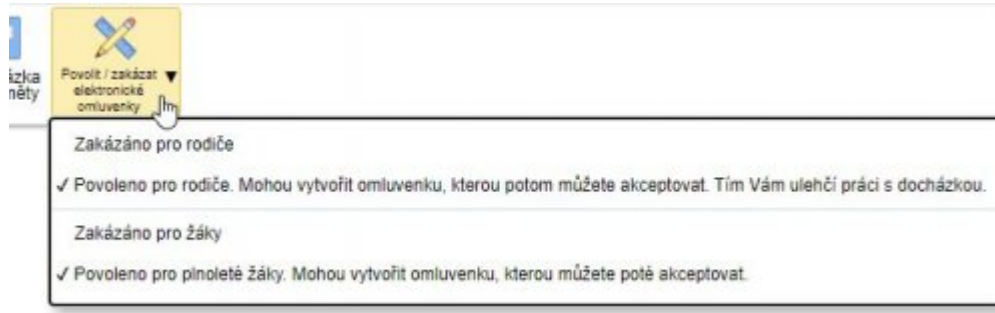 ázka
něty
Povolit / zakázat ▼
elektronické
omluvenky
Zakázáno pro rodiče
✓ Povoleno pro rodiče. Mohou vytvořit omluvenku, kterou potom můžete akceptovat. Tím Vám ulehčí práci s docházkou.
Zakázáno pro žáky
✓ Povoleno pro plnoleté žáky. Mohou vytvořit omluvenku, kterou můžete poté akceptovat.